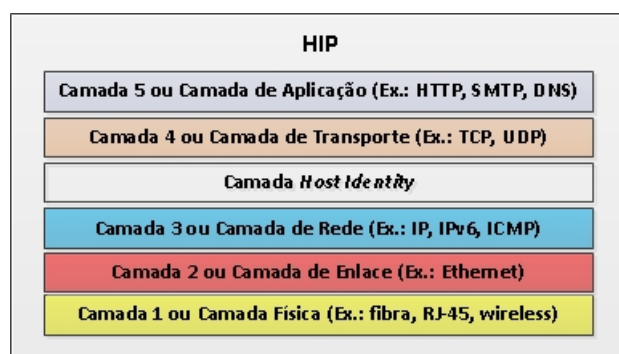 HIP
Camada 5 ou Camada de Aplicação (Ex.: HTTP, SMTP, DNS)
Camada 4 ou Camada de Transporte (Ex.: TCP, UDP)
Camada Host Identity
Camada 3 ou Camada de Rede (Ex.: IP, IPv6, ICMP)
Camada 2 ou Camada de Enlace (Ex.: Ethernet)
Camada 1 ou Camada Física (Ex.: fibra, RJ-45, wireless)